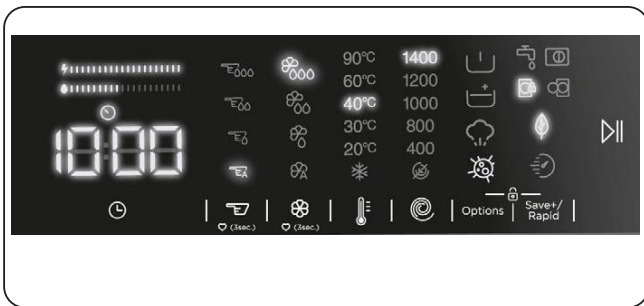 90°C 1400
60°C 1200
40°C 1000
30°C 800
20°C 400
10:00
A A
(3sec.) (3sec.) Options Save+/
Rapid